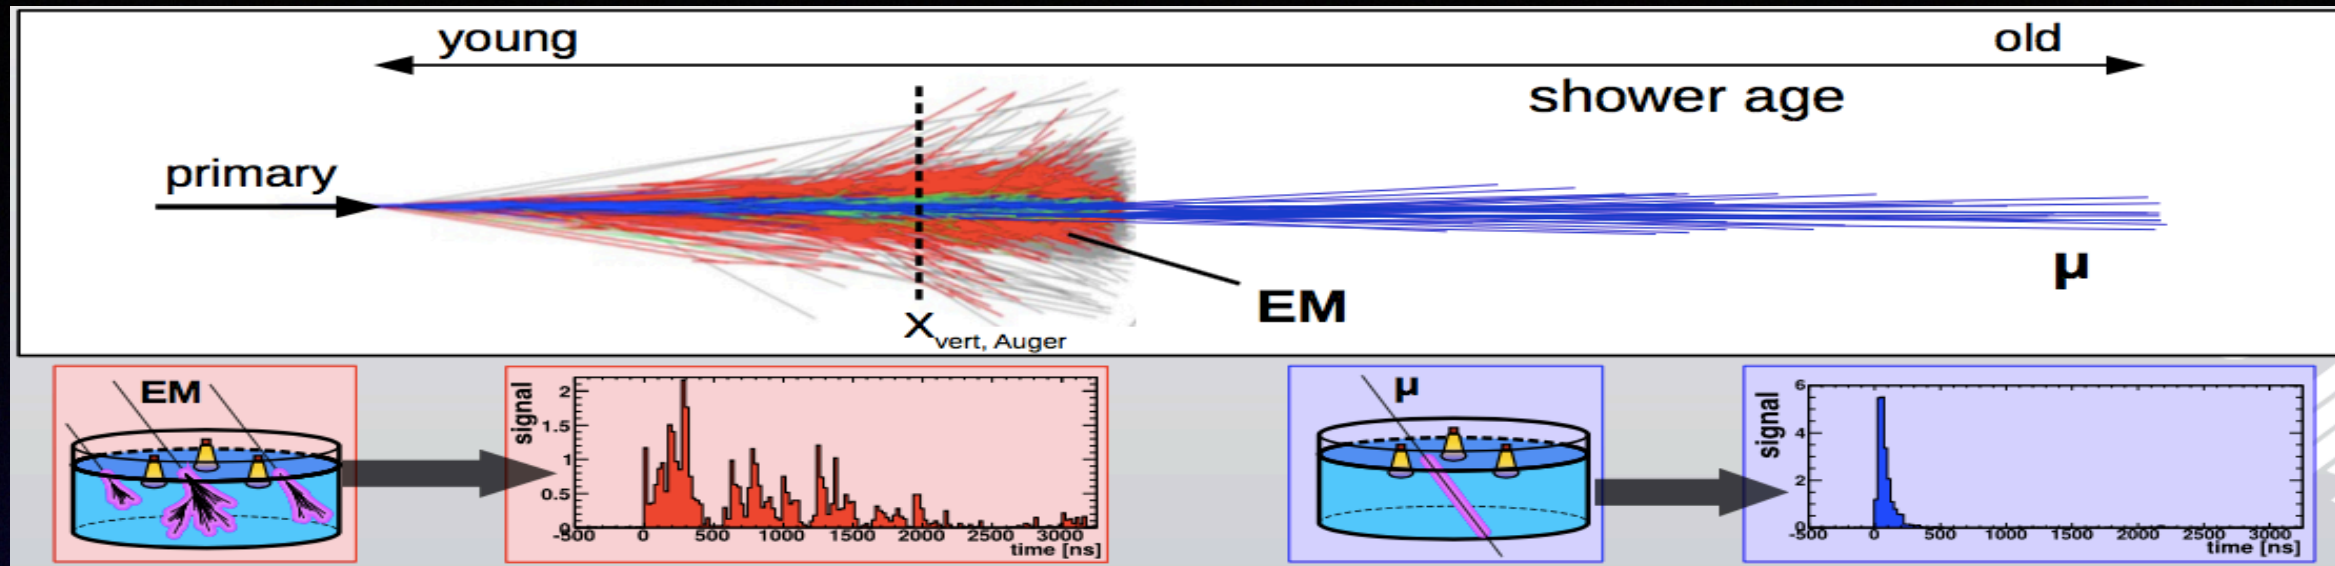 young
old
shower age
primary
EM
μ
X vert, Auger
EM
signal
2
1.5
1
0.5
0
-500 0 500 1000 1500 2000 2500 3000
time [ns]
μ
signal
6
4
2
0
-500 0 500 1000 1500 2000 2500 3000
time [ns]